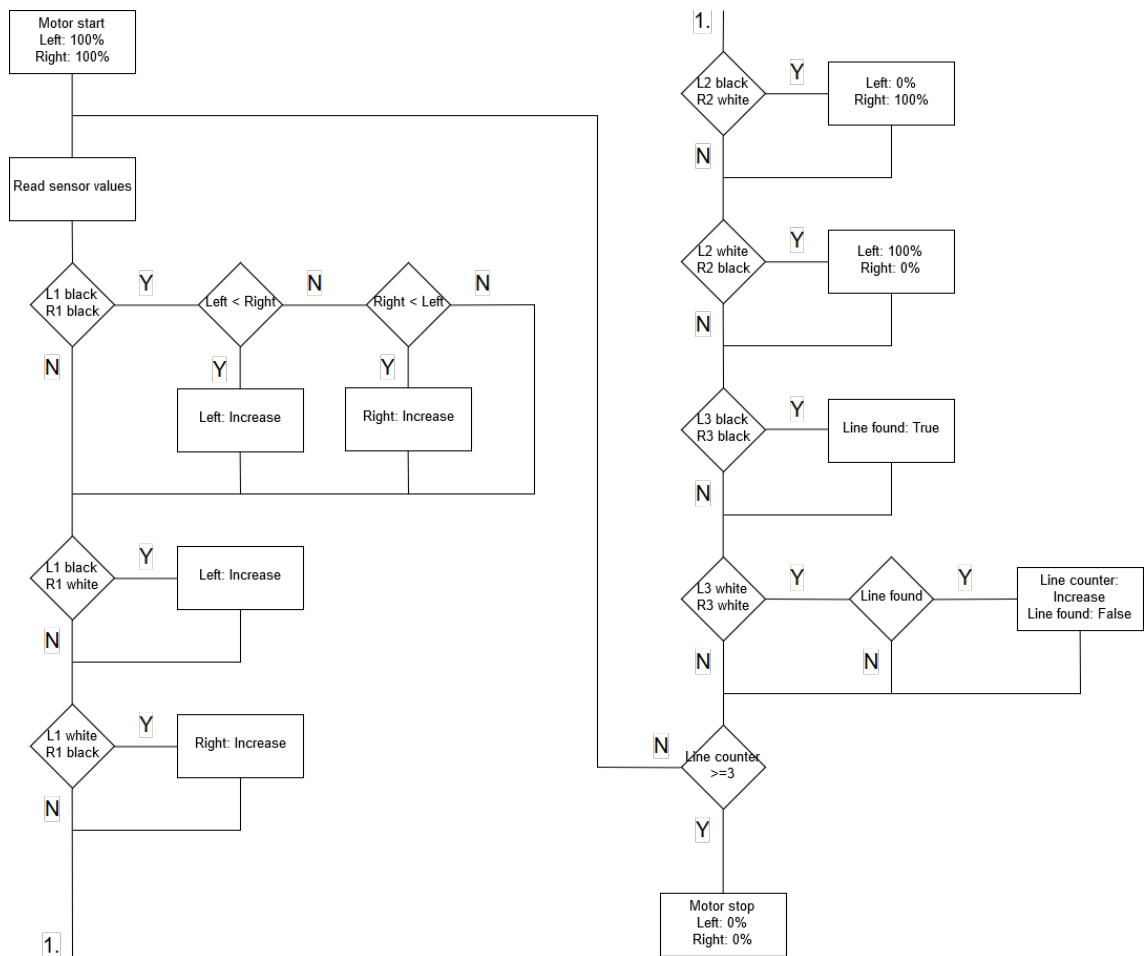 Motor start
Left: 100%
Right: 100%
Read sensor values
L1 black
R1 black
Y
Left < Right
N
Right < Left
N
N
Y
Left: Increase
Y
Right: Increase
L1 black
R1 white
Y
Left: Increase
N
L1 white
R1 black
Y
Right: Increase
N
1.
1.
L2 black
R2 white
Y
Left: 0%
Right: 100%
N
L2 white
R2 black
Y
Left: 100%
Right: 0%
N
L3 black
R3 black
Y
Line found: True
N
L3 white
R3 white
Y
Line found
Y
Line counter:
Increase
Line found: False
N
N
Line counter
>=3
N
Y
Motor stop
Left: 0%
Right: 0%